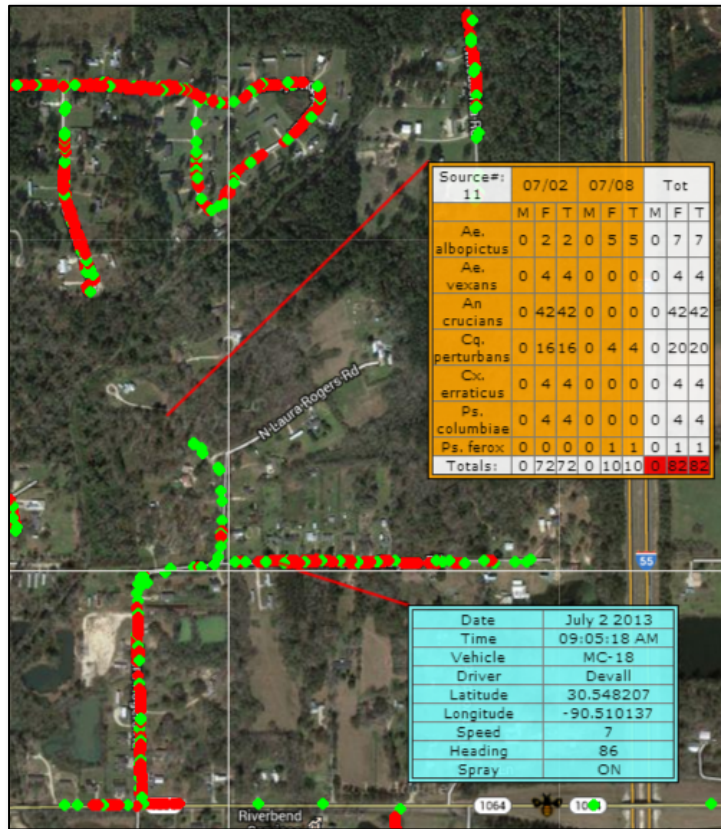 Source#: 11 07/02 07/08 Tot
M F T M F T M F T
Ae. albopictus 0 2 2 0 5 5 0 7 7
Ae. vexans 0 4 4 0 0 0 0 4 4
An crucians 0 42 42 0 0 0 0 42 42
Cq. perturbans 0 16 16 0 4 4 0 20 20
Cx. erraticus 0 4 4 0 0 0 0 4 4
Ps. columbiae 0 4 4 0 0 0 0 4 4
Ps. ferox 0 0 0 0 1 1 0 1 1
Totals: 0 72 72 0 10 10 0 82 82
N Laura Rogers Rd
55
Date July 2 2013
Time 09:05:18 AM
Vehicle MC-18
Driver Devall
Latitude 30.548207
Longitude -90.510137
Speed 7
Heading 86
Spray ON
1064
Riverbend